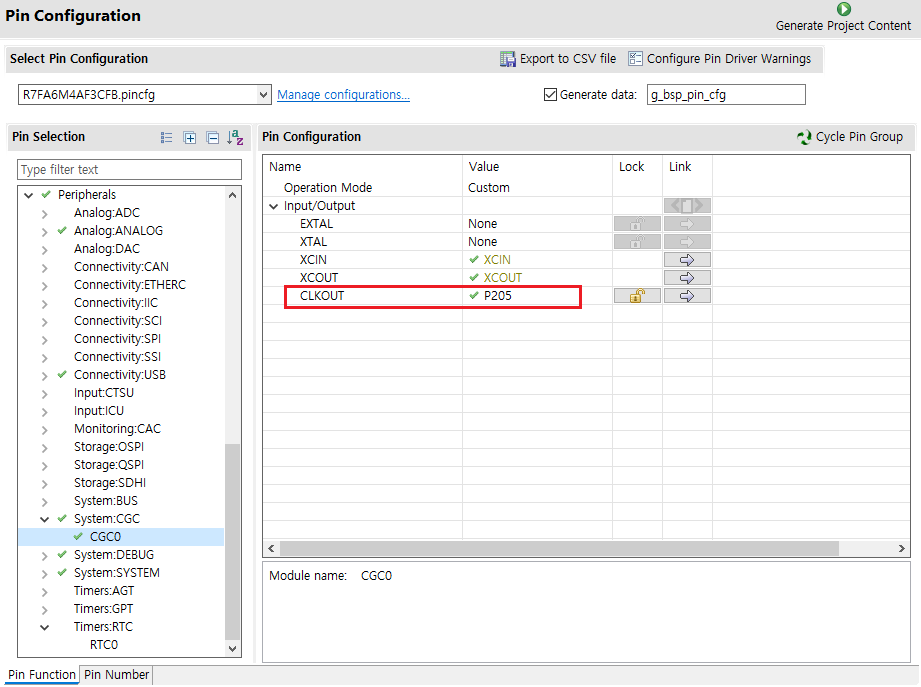 Pin Configuration
Generate Project Content
Select Pin Configuration
Export to CSV file
Configure Pin Driver Warnings
R7FA6M4AF3CFB.pincfg
Manage configurations...
Generate data:
g_bsp_pin_cfg
Pin Selection
Type filter text
Peripherals
Analog:ADC
Analog:ANALOG
Analog:DAC
Connectivity:CAN
Connectivity:ETHERC
Connectivity:IIC
Connectivity:SCI
Connectivity:SPI
Connectivity:SSI
Connectivity:USB
Input:CTSU
Input:ICU
Monitoring:CAC
Storage:OSPI
Storage:QSPI
Storage:SDHI
System:BUS
System:CGC
CGC0
System:DEBUG
System:SYSTEM
Timers:AGT
Timers:GPT
Timers:RTC
RTC0
Pin Configuration
Cycle Pin Group
Name Value Lock Link
Operation Mode Custom
Input/Output
EXTAL None
XTAL None
XCIN XCIN
XCOUT XCOUT
CLKOUT P205
Module name: CGC0
Pin Function Pin Number